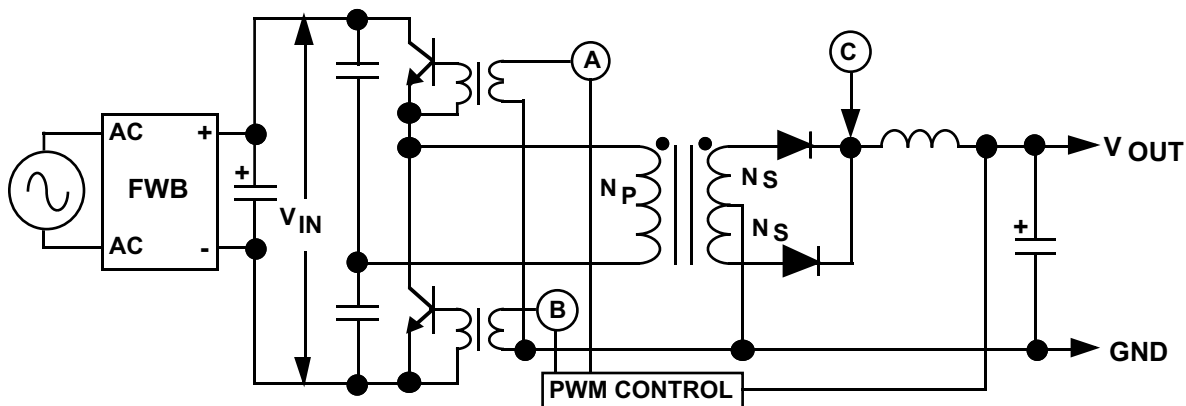 A
C
AC +
FWB
AC -
+
V IN
N P
N S
N S
V OUT
+
B
GND
PWM CONTROL